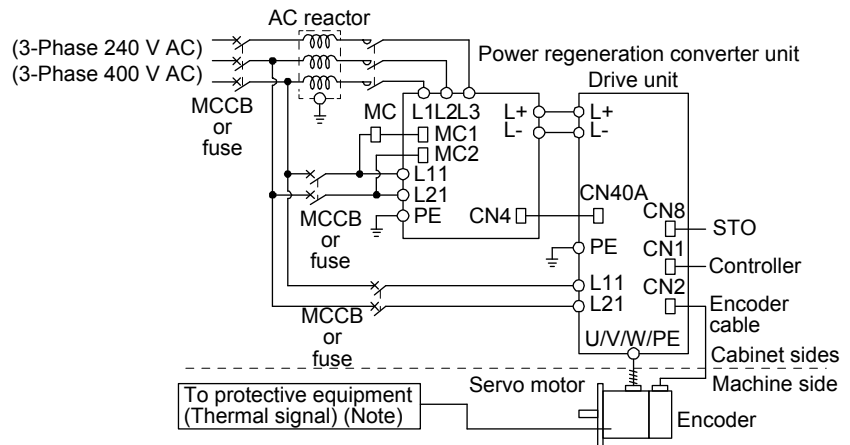 AC reactor
(3-Phase 240 V AC)
(3-Phase 400 V AC)
Power regeneration converter unit
Drive unit
MCCB
or
fuse
MC
L1L2L3
L+
L-
L+
L-
MC1
MC2
L11
L21
PE
CN4
CN40A
CN8
STO
MCCB
or
fuse
PE
CN1
Controller
L11
L21
CN2
Encoder
cable
MCCB
or
fuse
U/V/W/PE
Cabinet sides
Machine side
Servo motor
To protective equipment
(Thermal signal) (Note)
Encoder